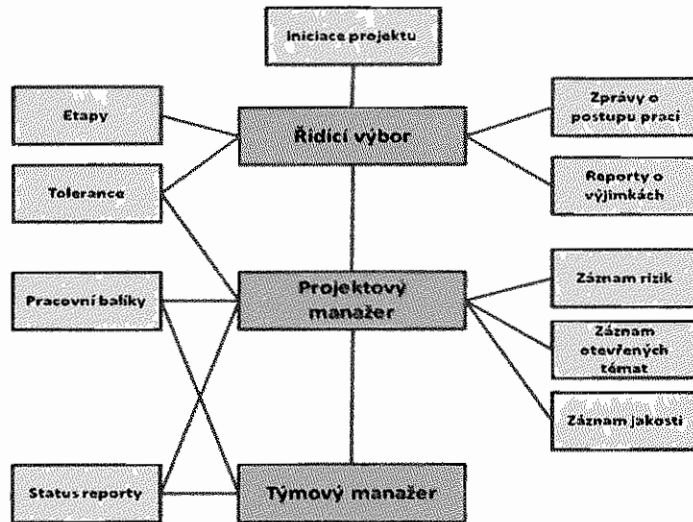 Iniciace projektu
Etapy
Řídicí výbor
Zprávy o
postupu prací
Tolerance
Reporty o
výjimkách
Pracovní balíky
Projektový
manažer
Záznam rizik
Záznam
otevřených
témat
Záznam jakosti
Status reporty
Týmový manažer